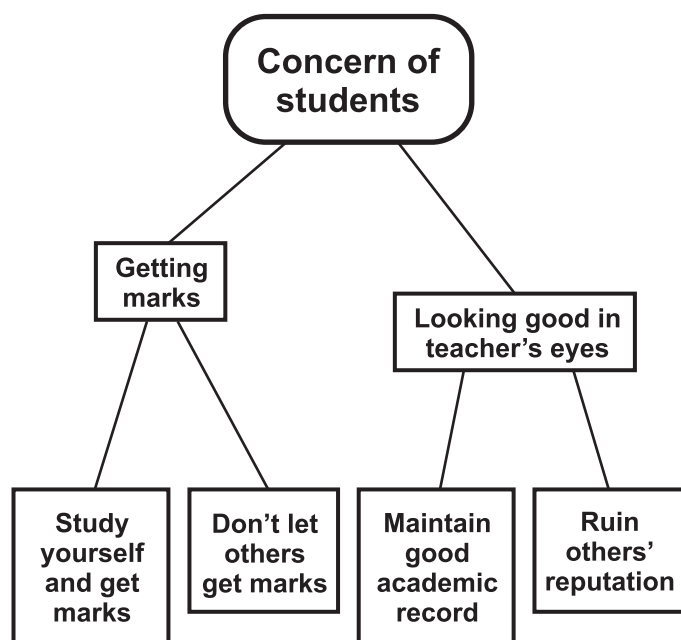 Concern of
students
Getting
marks
Looking good in
teacher’s eyes
Study
yourself
and get
marks
Don’t let
others
get marks
Maintain
good
academic
record
Ruin
others’
reputation